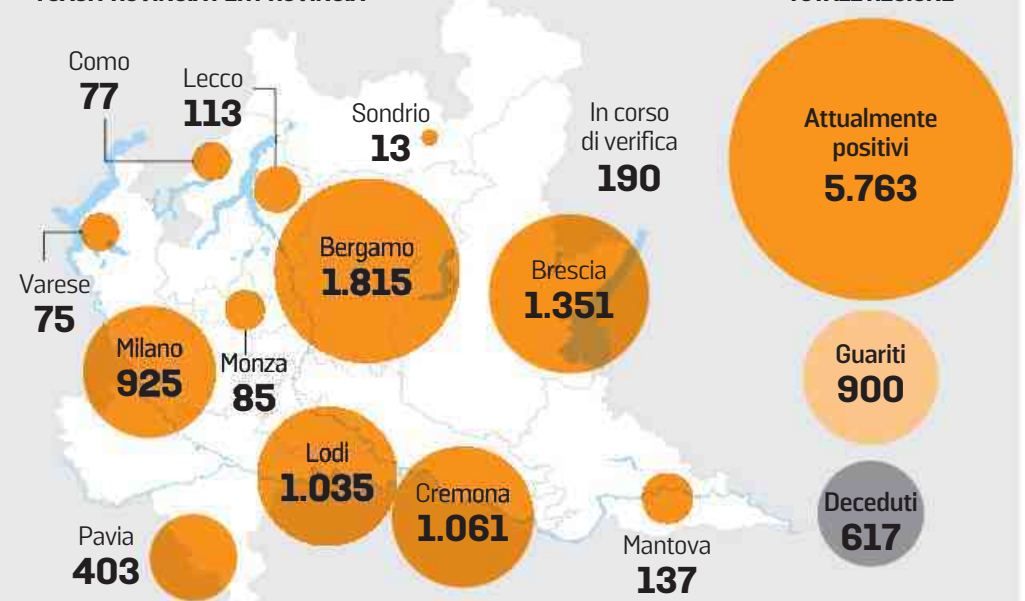 Como
77
Lecco
113
Sondrio
13
In corso
di verifica
190
Attualmente
positivi
5.763
Bergamo
1.815
Brescia
1.351
Varese
75
Milano
925
Monza
85
Guariti
900
Lodi
1.035
Cremona
1.061
Deceduti
617
Pavia
403
Mantova
137